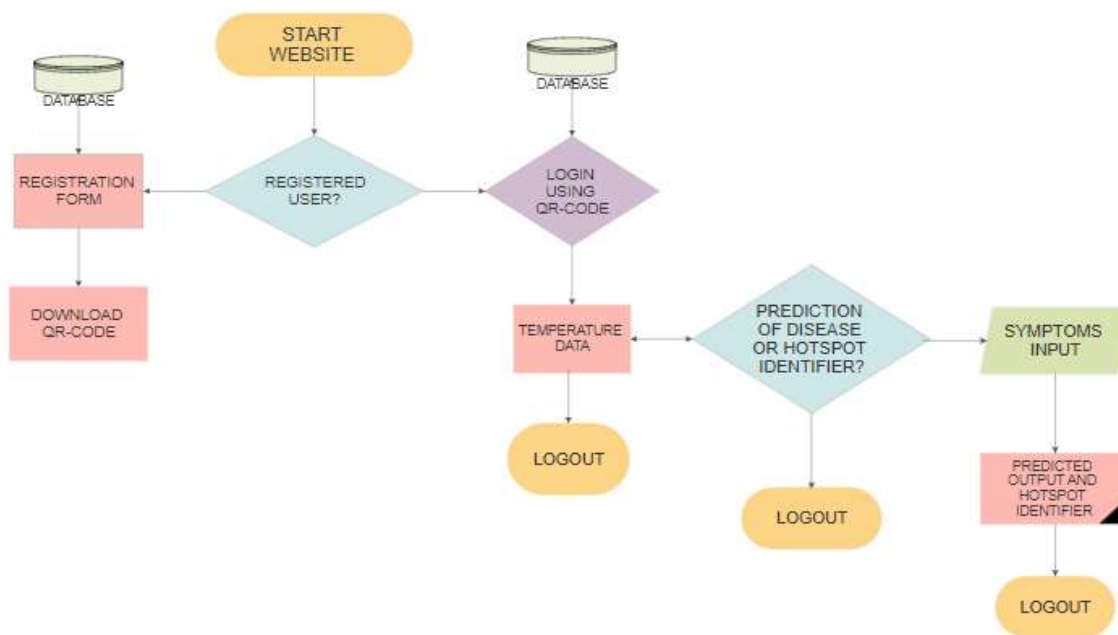 START
WEBSITE
DATABASE
DATABASE
REGISTRATION
FORM
REGISTERED
USER?
LOGIN
USING
QR-CODE
DOWNLOAD
QR-CODE
TEMPERATURE
DATA
PREDICTION
OF DISEASE
OR HOTSPOT
IDENTIFIER?
SYMPTOMS
INPUT
LOGOUT
LOGOUT
PREDICTED
OUTPUT AND
HOTSPOT
IDENTIFIER
LOGOUT